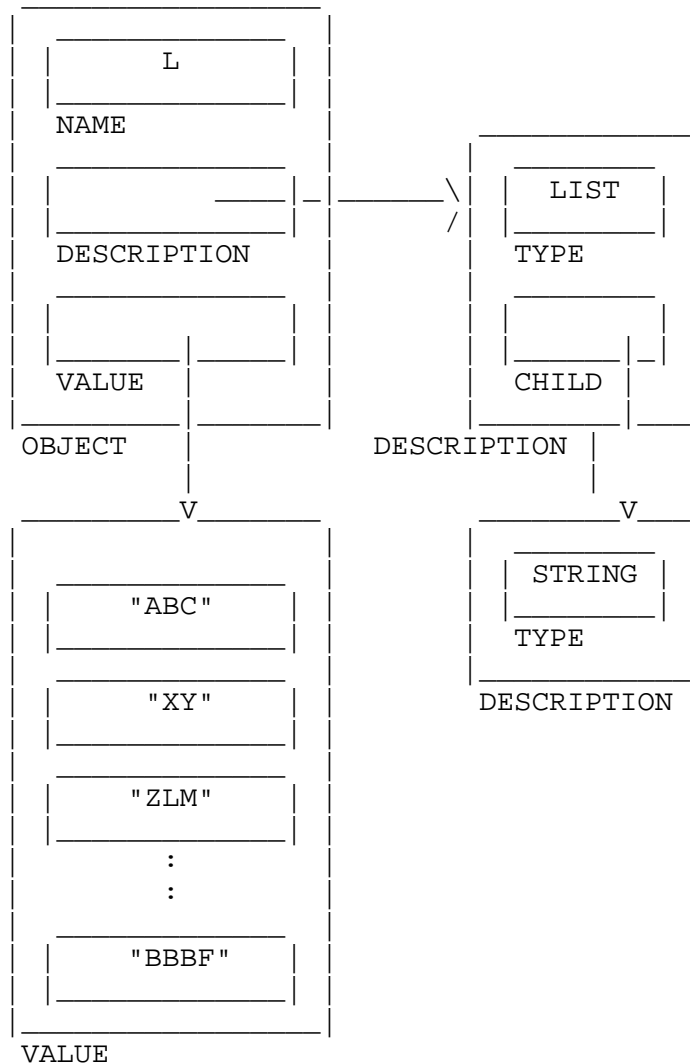 L
NAME
LIST
DESCRIPTION TYPE
VALUE CHILD
OBJECT DESCRIPTION
V V
STRING
"ABC"
TYPE
"XY" DESCRIPTION
"ZLM"
:
:
"BBBF"
VALUE